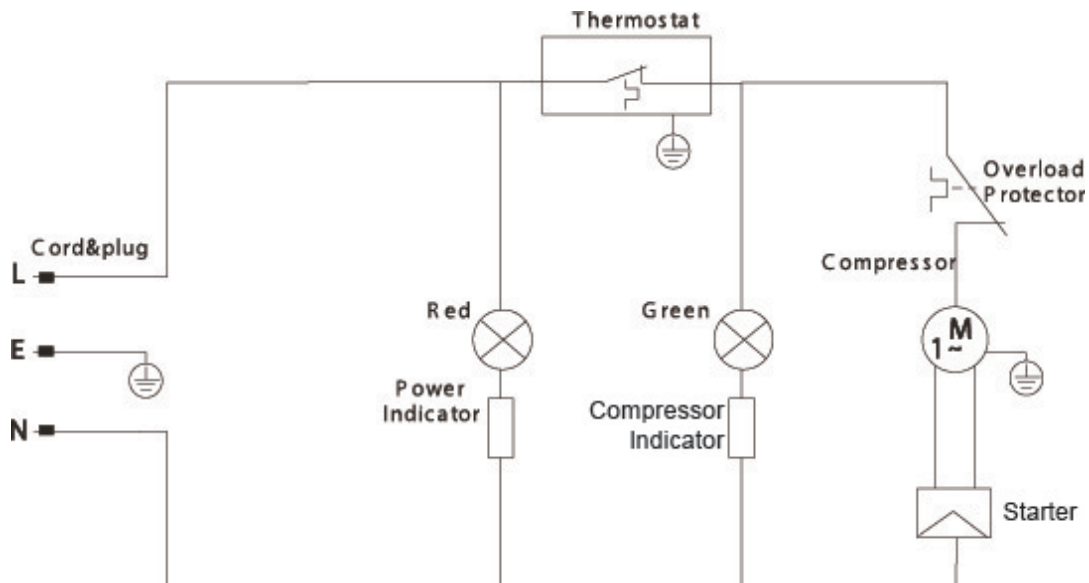 Thermostat
Overload
Protector
Cord&plug
L
Compressor
Red
Green
E
M
1~
Power
Indicator
Compressor
Indicator
N
Starter